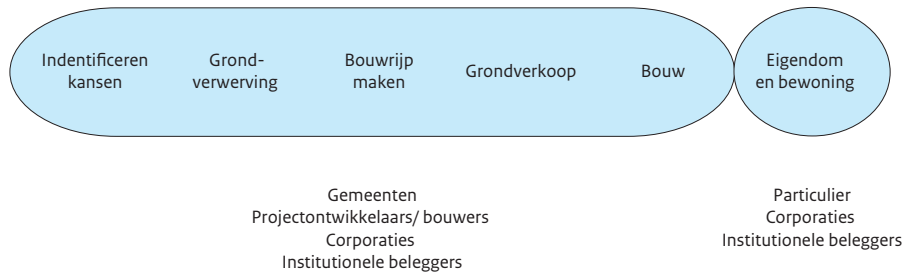 Indentificeren
kansen
Grond-
verwerving
Bouwrijp
maken
Grondverkoop
Bouw
Eigendom
en bewoning
Gemeenten
Projectontwikkelaars/ bouwers
Corporaties
Institutionele beleggers
Particulier
Corporaties
Institutionele beleggers